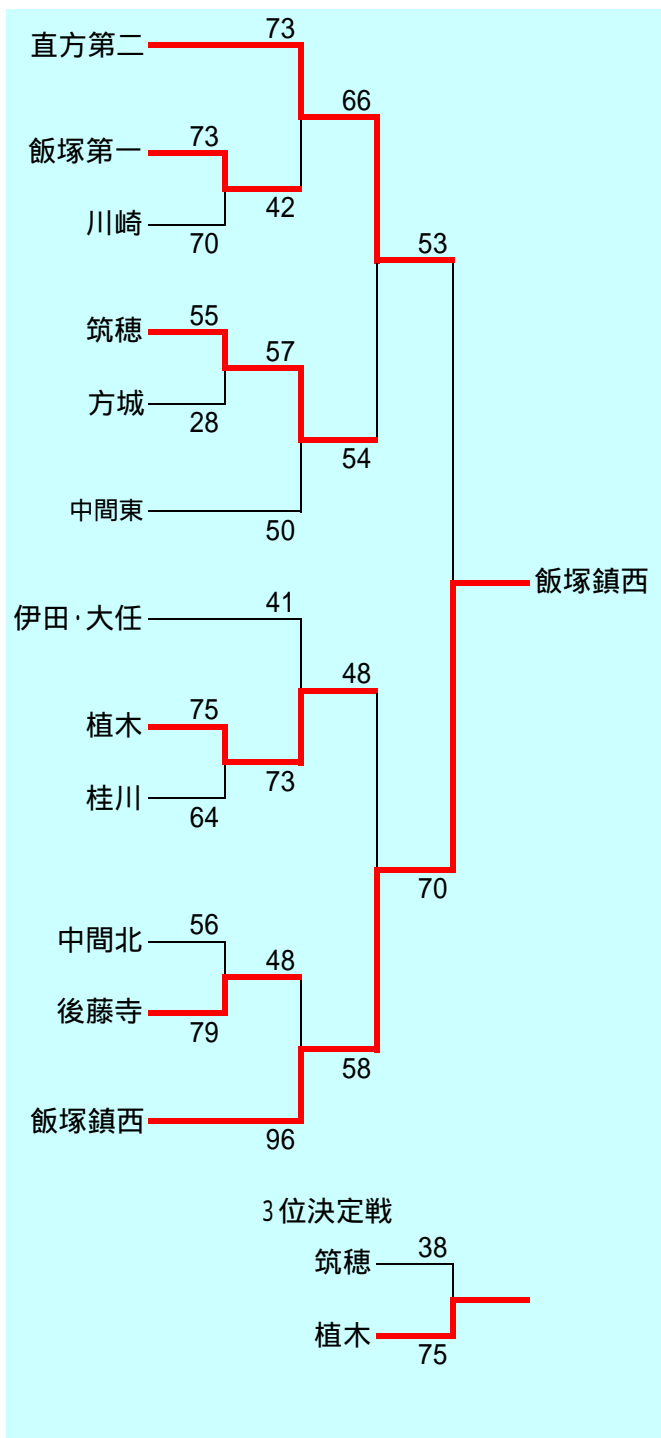 73
直方第二
66
73
飯塚第一
42
川崎
70
53
55
筑穂
57
方城
28
54
中間東
50
飯塚鎮西
41
伊田・大任
48
75
植木
73
桂川
64
70
56
中間北
48
後藤寺
79
58
飯塚鎮西
96
3位決定戦
38
筑穂
植木
75